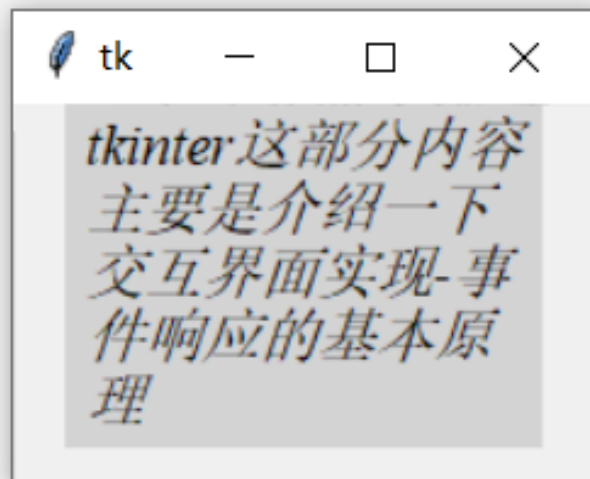 tk
tkinter这部分内容
主要是介绍一下
交互界面实现-事
件响应的基本原
理